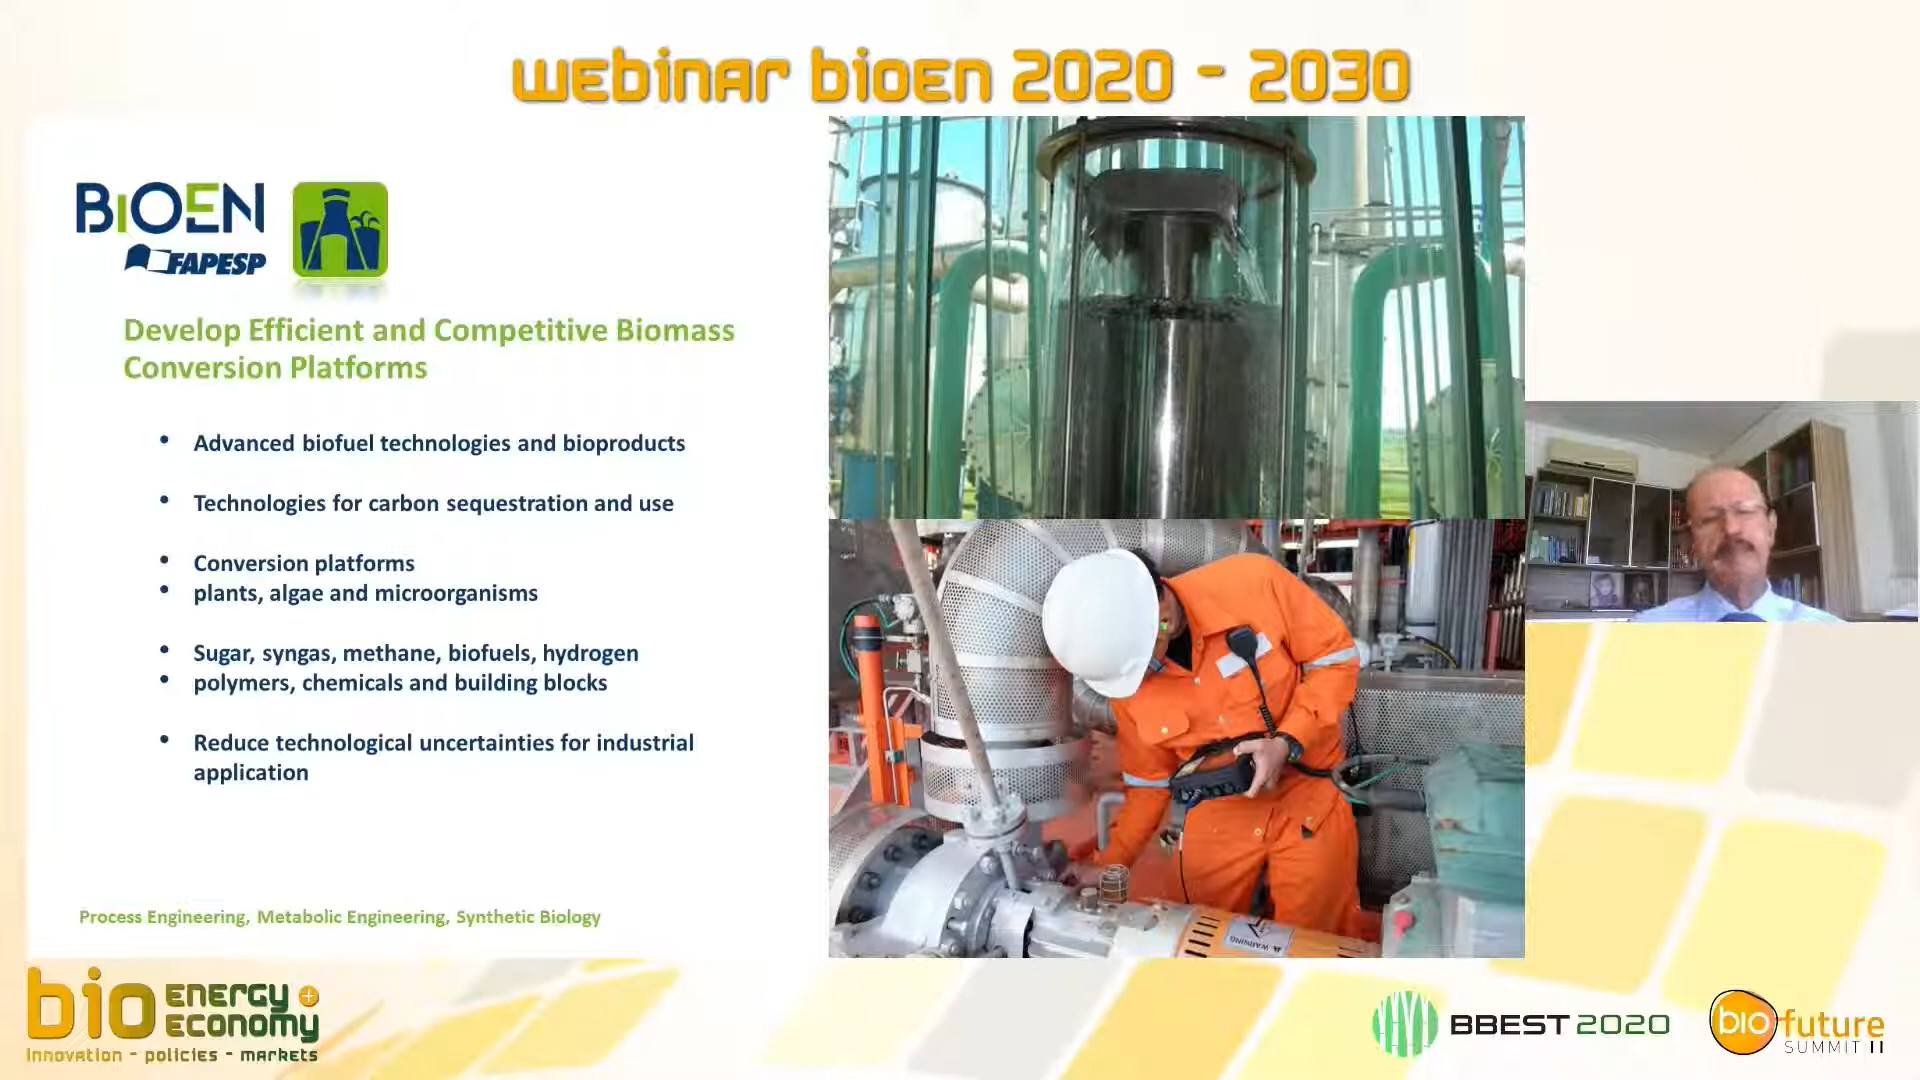 WEBINAR BIOEN 2020 - 2030
BIOEN
FAPESP
Develop Efficient and Competitive Biomass
Conversion Platforms
• Advanced biofuel technologies and bioproducts
• Technologies for carbon sequestration and use
• Conversion platforms
• plants, algae and microorganisms
• Sugar, syngas, methane, biofuels, hydrogen
• polymers, chemicals and building blocks
• Reduce technological uncertainties for industrial
application
Process Engineering, Metabolic Engineering, Synthetic Biology
WARNING
bio ENERGY +
ECONOMY
innovation - policies - markets
BBEST 2020
bio future
SUMMIT II